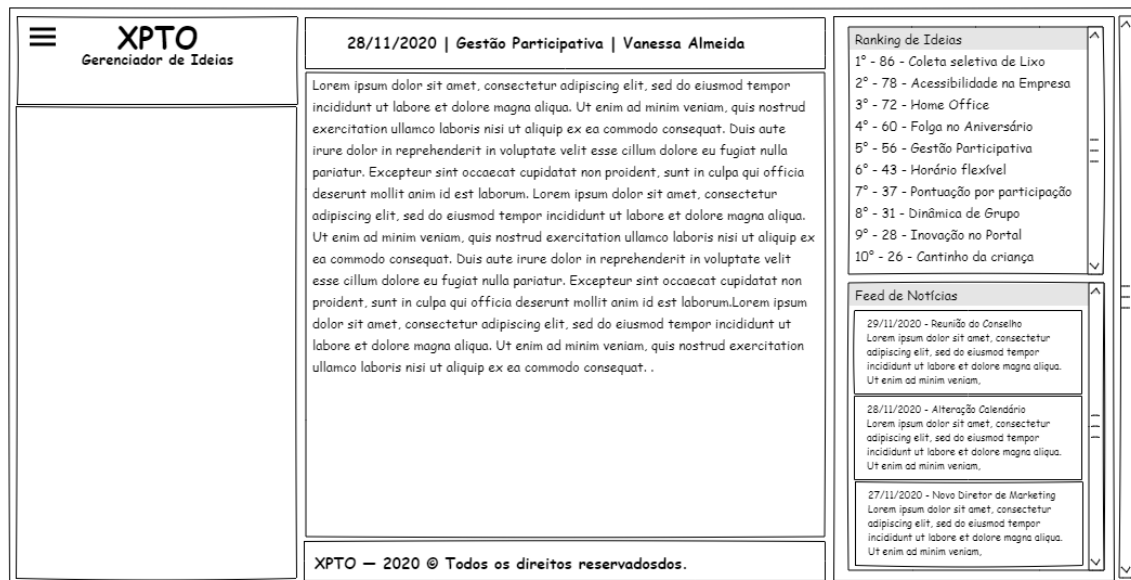 XPTO
Gerenciador de Ideias
28/11/2020 | Gestão Participativa | Vanessa Almeida
Lorem ipsum dolor sit amet, consectetur adipiscing elit, sed do eiusmod tempor
incididunt ut labore et dolore magna aliqua. Ut enim ad minim veniam, quis nostrud
exercitation ullamco laboris nisi ut aliquip ex ea commodo consequat. Duis aute
irure dolor in reprehenderit in voluptate velit esse cillum dolore eu fugiat nulla
pariatur. Excepteur sint occaecat cupidatat non proident, sunt in culpa qui officia
deserunt mollit anim id est laborum. Lorem ipsum dolor sit amet, consectetur
adipiscing elit, sed do eiusmod tempor incididunt ut labore et dolore magna aliqua.
Ut enim ad minim veniam, quis nostrud exercitation ullamco laboris nisi ut aliquip ex
ea commodo consequat. Duis aute irure dolor in reprehenderit in voluptate velit
esse cillum dolore eu fugiat nulla pariatur. Excepteur sint occaecat cupidatat non
proident, sunt in culpa qui officia deserunt mollit anim id est laborum.Lorem ipsum
dolor sit amet, consectetur adipiscing elit, sed do eiusmod tempor incididunt ut
labore et dolore magna aliqua. Ut enim ad minim veniam, quis nostrud exercitation
ullamco laboris nisi ut aliquip ex ea commodo consequat. .
XPTO — 2020 © Todos os direitos reservadosdos.
Ranking de Ideias
1° - 86 - Coleta seletiva de Lixo
2° - 78 - Acessibilidade na Empresa
3° - 72 - Home Office
4° - 60 - Folga no Aniversário
5° - 56 - Gestão Participativa
6° - 43 - Horário flexível
7° - 37 - Pontuação por participação
8° - 31 - Dinâmica de Grupo
9° - 28 - Inovação no Portal
10° - 26 - Cantinho da criança
Feed de Notícias
29/11/2020 - Reunião do Conselho
Lorem ipsum dolor sit amet, consectetur
adipiscing elit, sed do eiusmod tempor
incididunt ut labore et dolore magna aliqua.
Ut enim ad minim veniam,
28/11/2020 - Alteração Calendário
Lorem ipsum dolor sit amet, consectetur
adipiscing elit, sed do eiusmod tempor
incididunt ut labore et dolore magna aliqua.
Ut enim ad minim veniam,
27/11/2020 - Novo Diretor de Marketing
Lorem ipsum dolor sit amet, consectetur
adipiscing elit, sed do eiusmod tempor
incididunt ut labore et dolore magna aliqua.
Ut enim ad minim veniam,